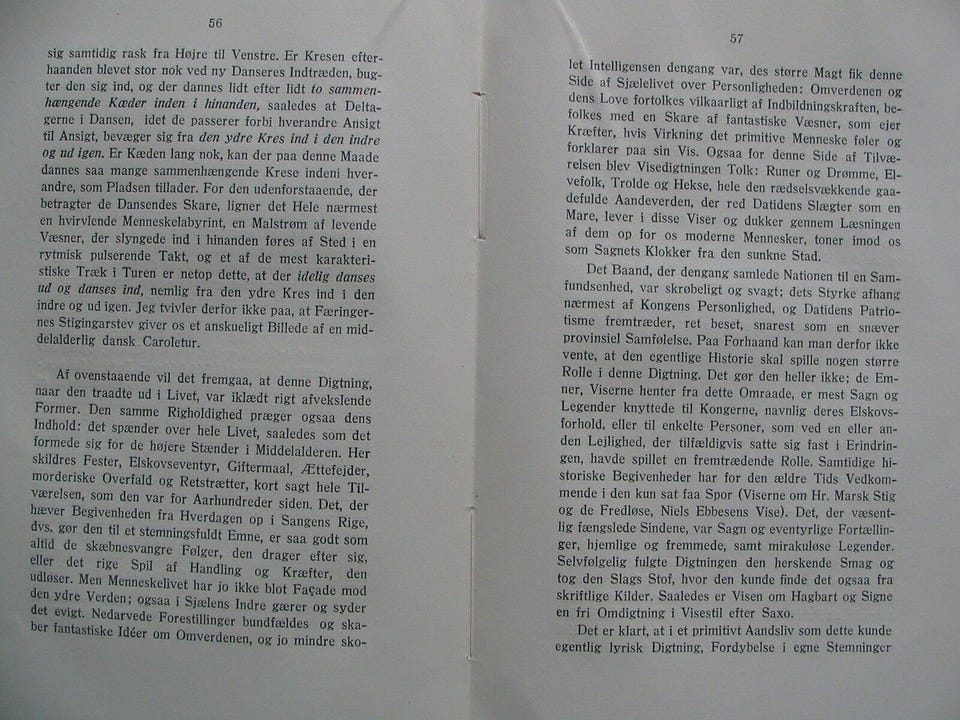 56
sig samtidig rask fra Højre til Venstre. Er Kresen efter-
haanden blevet stor nok ved ny Danseres Indtræden, bug-
ter den sig ind, og der dannes lidt efter lidt to sammen-
hængende Kæder inden i hinanden, saaledes at Delta-
gerne i Dansen, idet de passerer forbi hverandre Ansigt
til Ansigt, bevæger sig fra den ydre Kres ind i den indre
og ud igen. Er Kæden lang nok, kan der paa denne Maade
dannes saa mange sammenhængende Krese indeni hver-
andre, som Pladsen tillader. For den udenforstaaende, der
betragter de Dansendes Skare, ligner det Hele nærmest
en hvirvlende Menneskelabyrint, en Malstrøm af levende
Væsner, der slyngede ind i hinanden føres af Sted i en
rytmisk pulserende Takt, og et af de mest karakteri-
stiske Træk i Turen er netop dette, at der idelig danses
ud og danses ind, nemlig fra den ydre Kres ind i den
indre og ud igen. Jeg tvivler derfor ikke paa, at Færinger-
nes Stigingarstev giver os et anskueligt Billede af en mid-
delalderlig dansk Caroletur.
Af ovenstaaende vil det fremgaa, at denne Digtning,
naar den traadte ud i Livet, var iklædt rigt afvekslende
Former. Den samme Righoldighed præger ogsaa dens
Indhold: det spænder over hele Livet, saaledes som det
formede sig for de højere Stænder i Middelalderen. Her
skildres Fester, Elskovseventyr, Giftermaal, Ættefejder,
morderiske Overfald og Retstrætter, kort sagt hele Til-
værelsen, som den var for Aarhundreder siden. Det, der
hæver Begivenheden fra Hverdagen op i Sangens Rige,
dvs. gør den til et stemningsfuldt Emne, er saa godt som
altid de skæbnesvangre Følger, den drager efter sig,
eller det rige Spil af Handling og Kræfter, den
udløser. Men Menneskelivet har jo ikke blot Façade mod
den ydre Verden; ogsaa i Sjælens Indre gærer og syder
det evigt. Nedarvede Forestillinger bundfældes og ska-
ber fantastiske Idéer om Omverdenen, og jo mindre sko-
57
let Intelligensen dengang var, des større Magt fik denne
Side af Sjælelivet over Personligheden: Omverdenen og
dens Love fortolkes vilkaarligt af Indbildningskraften, be-
folkes med en Skare af fantastiske Væsner, som ejer
Kræfter, hvis Virkning det primitive Menneske føler og
forklarer paa sin Vis. Ogsaa for denne Side af Tilvæ-
relsen blev Visedigtningen Tolk: Runer og Drømme, El-
vefolk, Trolde og Hekse, hele den rædselsvækkende gaa-
defulde Aandeverden, der red Datidens Slægter som en
Mare, lever i disse Viser og dukker gennem Læsningen
af dem op for os moderne Mennesker, toner imod os
som Sagnets Klokker fra den sunkne Stad.
Det Baand, der dengang samlede Nationen til en Sam-
fundsenhed, var skrøbeligt og svagt; dets Styrke afhang
nærmest af Kongens Personlighed, og Datidens Patrio-
tisme fremtræder, ret beset, snarest som en snæver
provinsiel Samfølelse. Paa Forhaand kan man derfor ikke
vente, at den egentlige Historie skal spille nogen større
Rolle i denne Digtning. Det gør den heller ikke; de Em-
ner, Viserne henter fra dette Omraade, er mest Sagn og
Legender knyttede til Kongerne, navnlig deres Elskovs-
forhold, eller til enkelte Personer, som ved en eller an-
den Lejlighed, der tilfældigvis satte sig fast i Erindrin-
gen, havde spillet en fremtrædende Rolle. Samtidige hi-
storiske Begivenheder har for den ældre Tids Vedkom-
mende i den kun sat faa Spor (Viserne om Hr. Marsk Stig
og de Fredløse, Niels Ebbesens Vise). Det, der væsent-
lig fængslede Sindene, var Sagn og eventyrlige Fortællin-
ger, hjemlige og fremmede, samt mirakuløse Legender.
Selvfølgelig fulgte Digtningen den herskende Smag og
tog den Slags Stof, hvor den kunde finde det ogsaa fra
skriftlige Kilder. Saaledes er Visen om Hagbart og Signe
en fri Omdigtning i Visestil efter Saxo.
Det er klart, at i et primitivt Aandsliv som dette kunde
egentlig lyrisk Digtning, Fordybelse i egne Stemninger